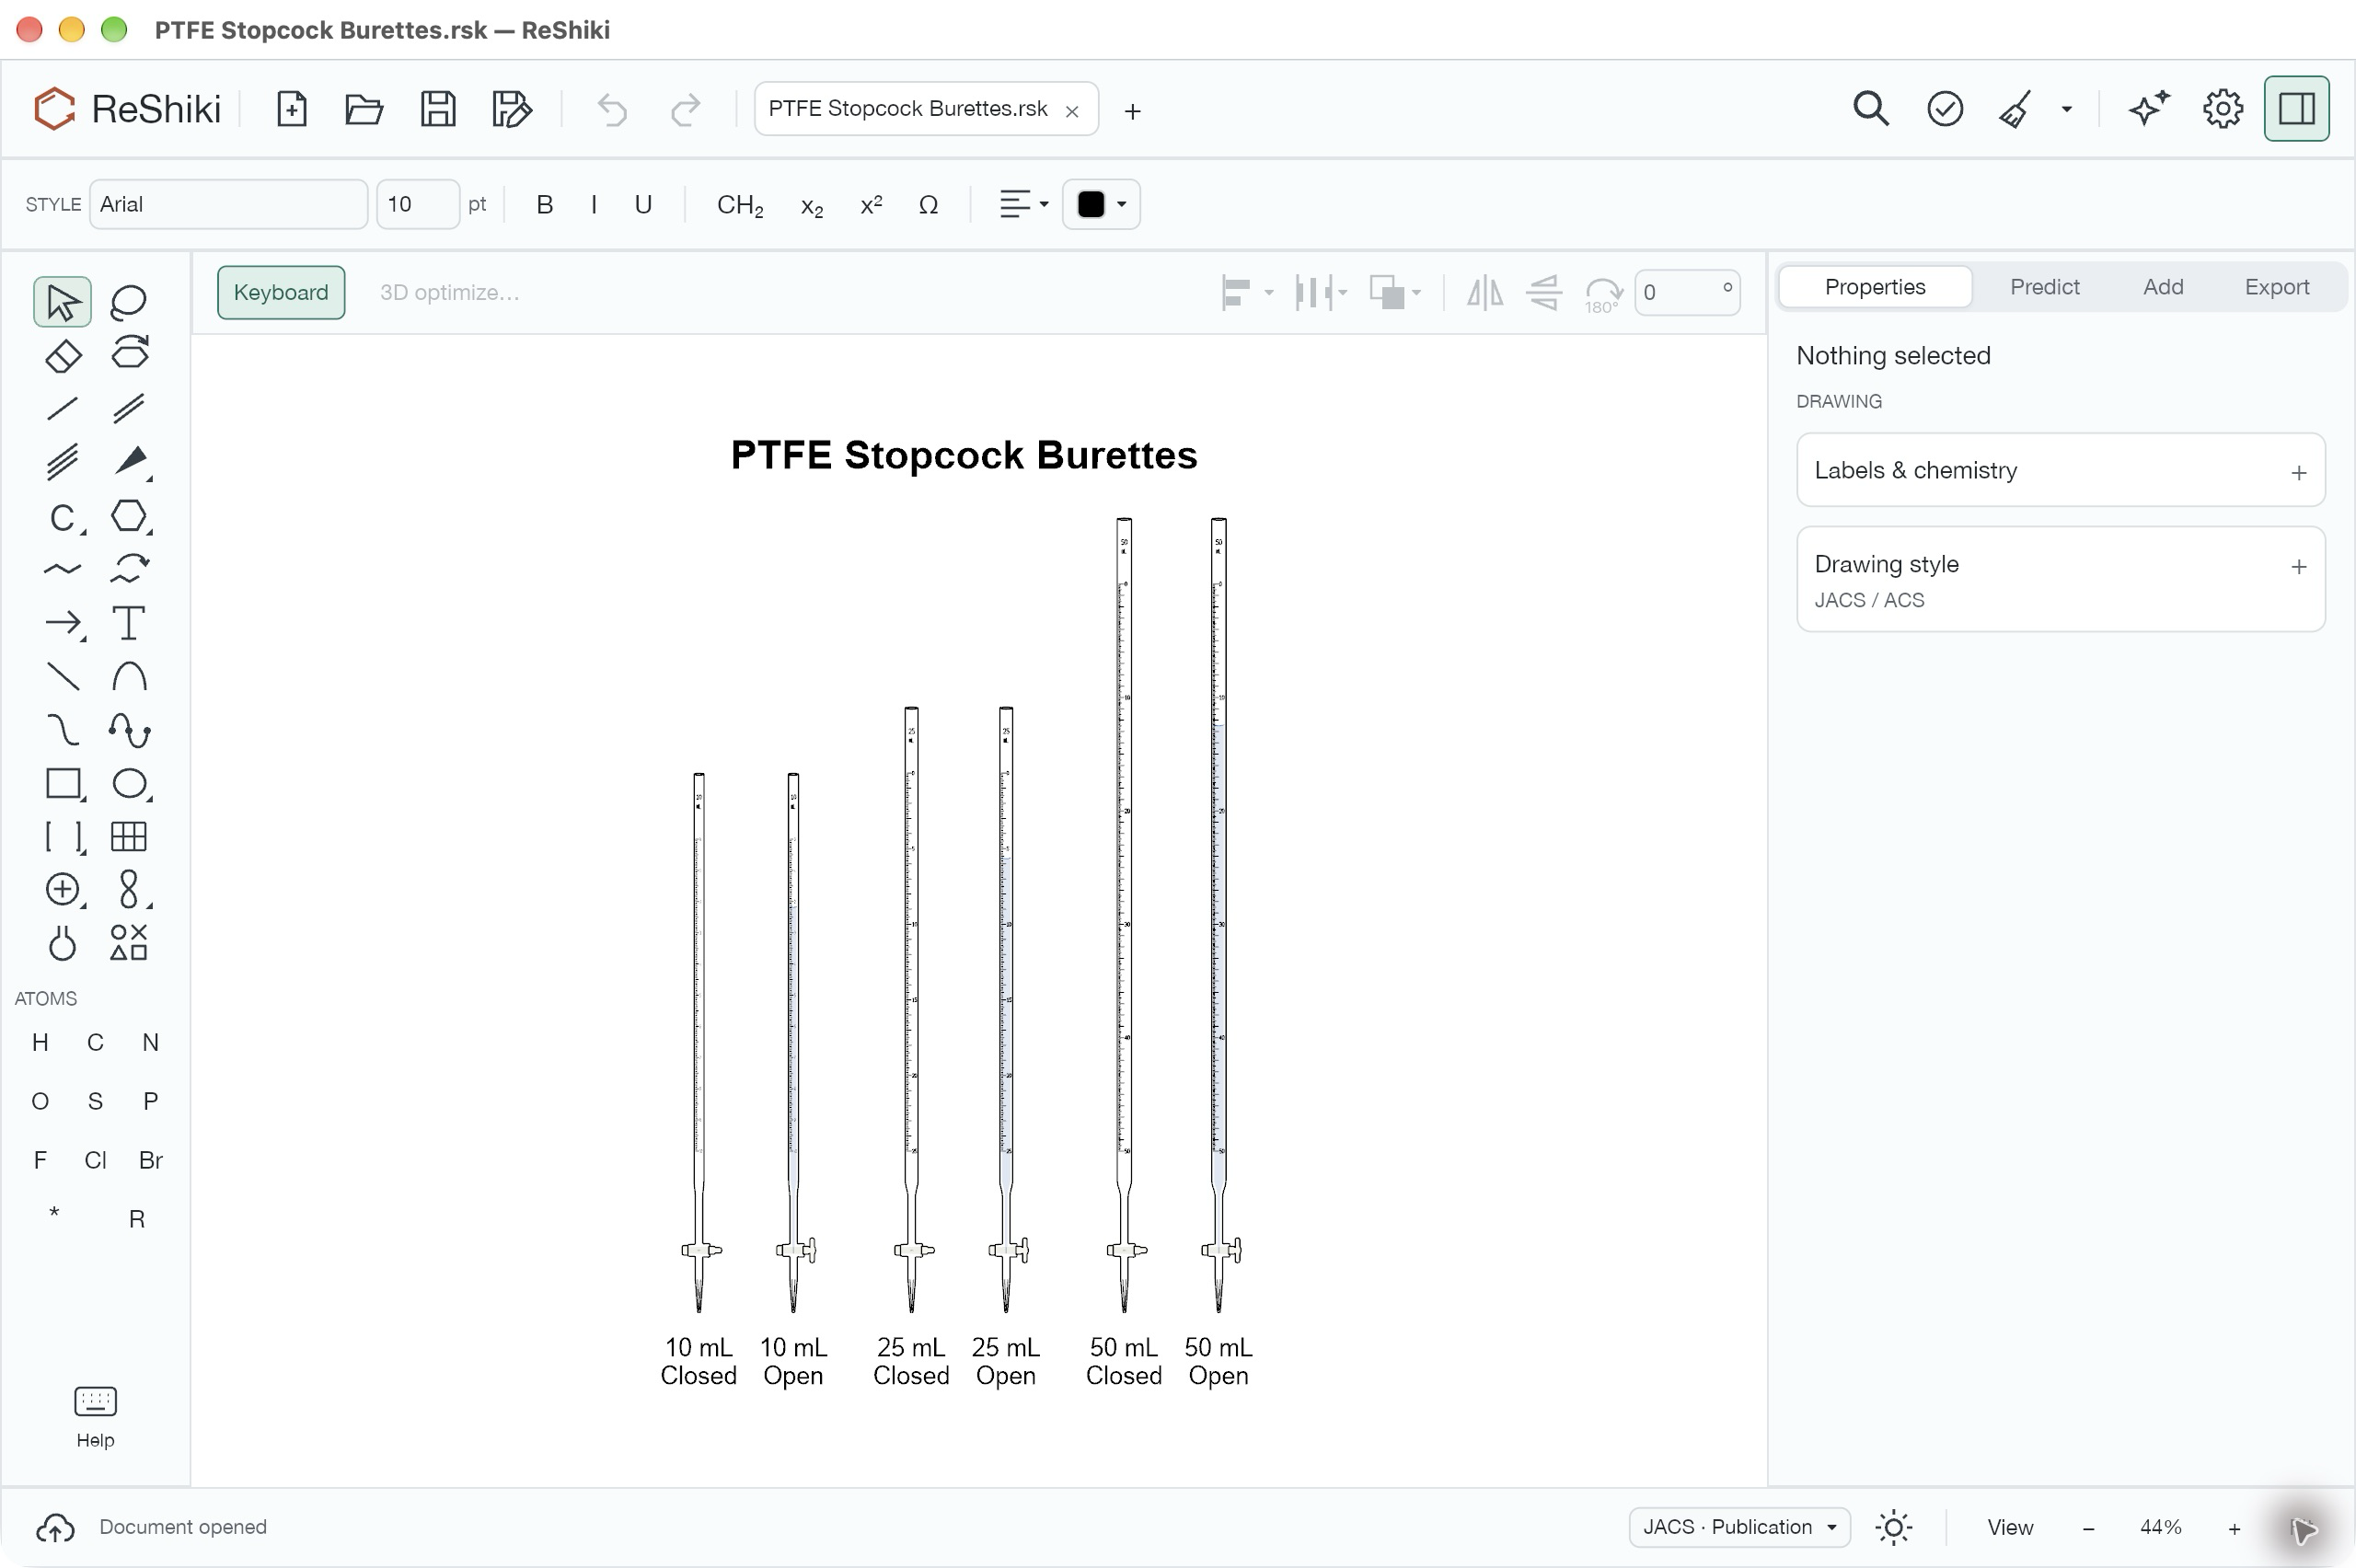 PTFE Stopcock Burettes.rsk — ReShiki
ReShiki
PTFE Stopcock Burettes.rsk ×
+
STYLE Arial 10 pt B I U CH₂ x₂ x² Ω
Keyboard 3D optimize... 180° 0 °
Properties Predict Add Export
Nothing selected
DRAWING
Labels & chemistry +
Drawing style +
JACS / ACS
C
T
ATOMS
H C N
O S P
F Cl Br
* R
Help
PTFE Stopcock Burettes
10 mL
Closed
10 mL
Open
25 mL
Closed
25 mL
Open
50 mL
Closed
50 mL
Open
Document opened
JACS · Publication
View − 44% +